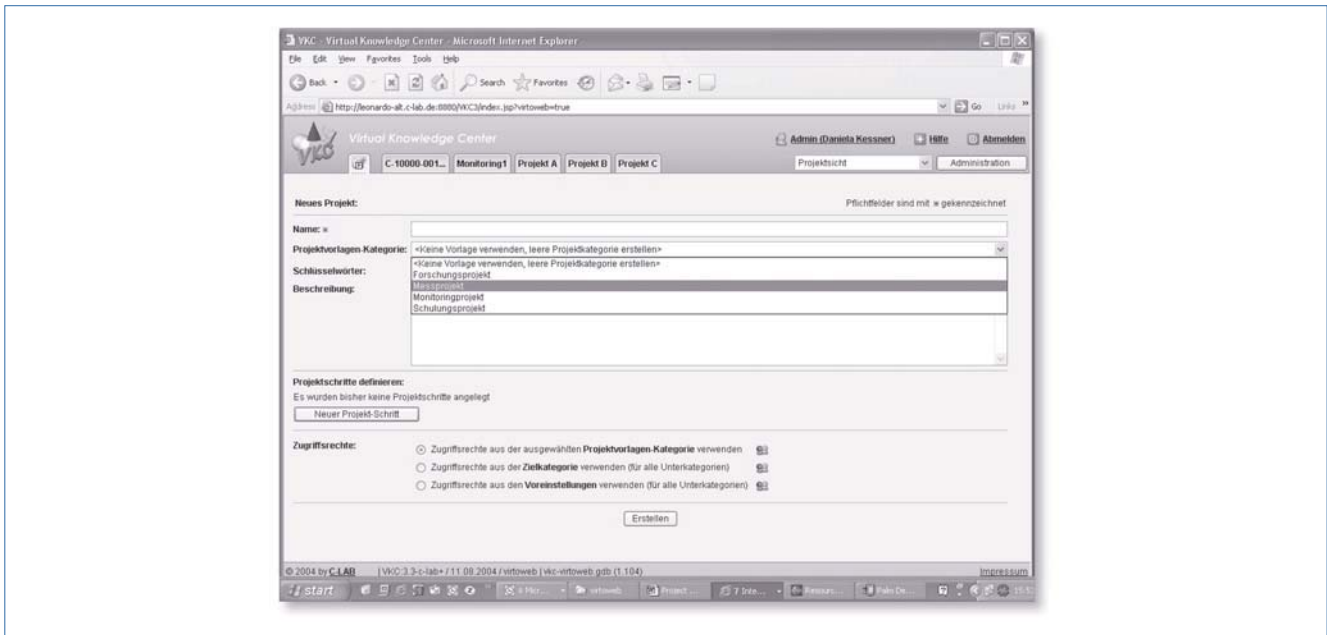 VKC - Virtual Knowledge Center - Microsoft Internet Explorer
File Edit View Favorites Tools Help
Back Search Favorites
Address http://leonardo-alt.c-lab.de:8880/VKC3/index.jsp?virtoweb=true Go Links »
VKC Virtual Knowledge Center Admin (Daniela Kessner) Hilfe Abmelden
C-10000-001... Monitoring1 Projekt A Projekt B Projekt C Projektsicht Administration
Neues Projekt: Pflichtfelder sind mit * gekennzeichnet
Name: *
Projektvorlagen-Kategorie: <Keine Vorlage verwenden, leere Projektkategorie erstellen>
<Keine Vorlage verwenden, leere Projektkategorie erstellen>
Schlüsselwörter: Forschungsprojekt
Messprojekt
Beschreibung:
Monitoringprojekt
Schulungsprojekt
Projektschritte definieren:
Es wurden bisher keine Projektschritte angelegt
Neuer Projekt-Schritt
Zugriffsrechte: Zugriffsrechte aus der ausgewählten Projektvorlagen-Kategorie verwenden
Zugriffsrechte aus der Zielkategorie verwenden (für alle Unterkategorien)
Zugriffsrechte aus den Voreinstellungen verwenden (für alle Unterkategorien)
Erstellen
© 2004 by C-LAB | VKC:3.3-c-lab+ / 11.08.2004 / virtoweb | vkc-virtoweb.gdb (1.104) Impressum
start virtoweb Project ... 7 Inte...